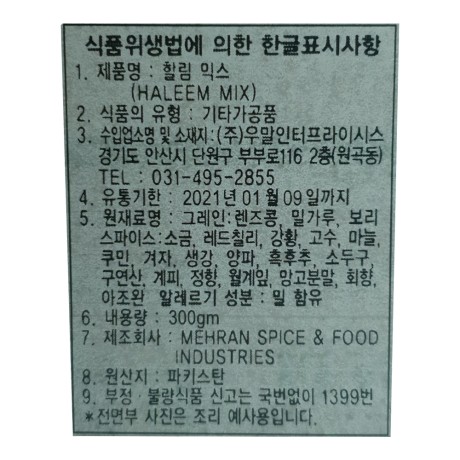 식품위생법에 의한 한글표시사항
1. 제품명 : 할림 믹스
(HALEEM MIX)
2. 식품의 유형 : 기타가공품
3. 수입업소명 및 소재지 : (주)우말인터프라이시스
경기도 안산시 단원구 부부로116 2층(원곡동)
TEL : 031-495-2855
4. 유통기한 : 2021년 01월 09일까지
5. 원재료명 : 그레인:렌즈콩, 밀가루, 보리
스파이스:소금, 레드칠리, 강황, 고수, 마늘,
쿠민, 겨자, 생강, 양파, 흑후추, 소두구,
구연산, 계피, 정향, 월계잎, 망고분말, 회향,
아조완 알레르기 성분 : 밀 함유
6. 내용량 : 300gm
7. 제조회사 : MEHRAN SPICE & FOOD
INDUSTRIES
8. 원산지 : 파키스탄
9. 부정·불량식품 신고는 국번없이 1399번
*전면부 사진은 조리 예사용입니다.